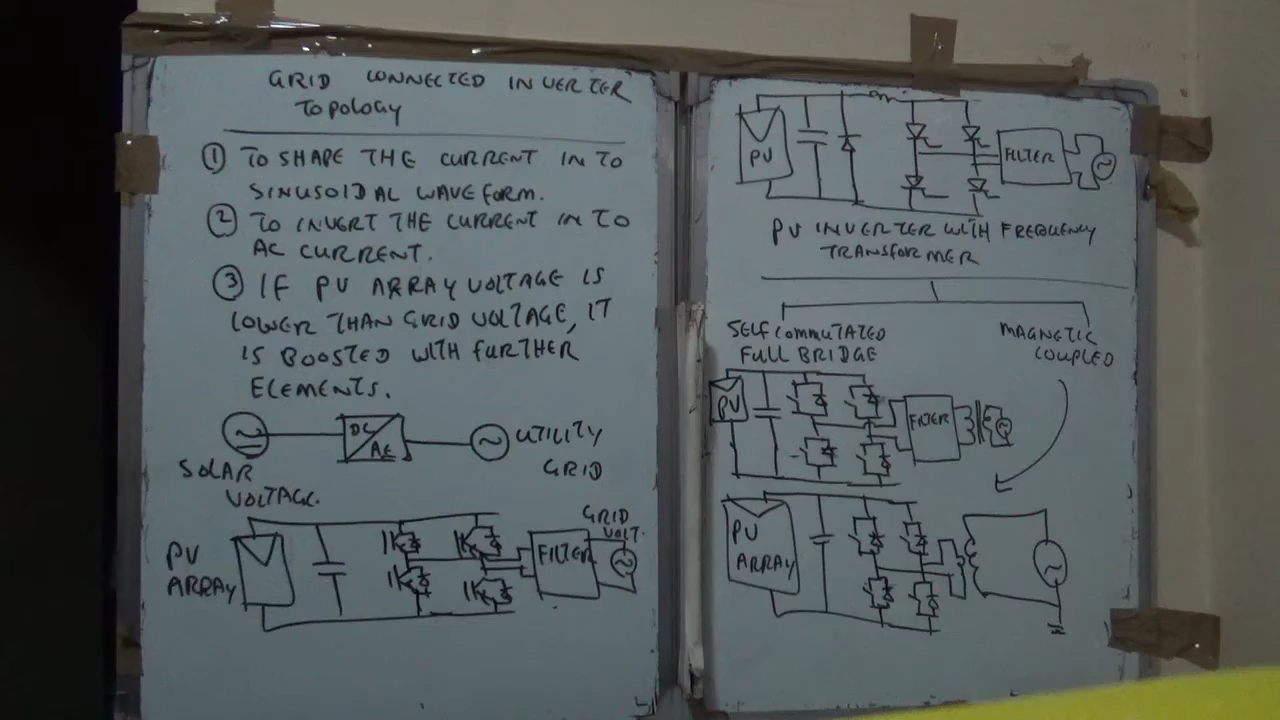 GRID CONNECTED INVERTER
TOPOLOGY
① TO SHAPE THE CURRENT IN TO
SINUSOIDAL WAVE FORM.
② TO INVERT THE CURRENT IN TO
AC CURRENT.
③ IF PV ARRAY VOLTAGE IS
LOWER THAN GRID VOLTAGE, IT
IS BOOSTED WITH FURTHER
ELEMENTS.
DC
AC
UTILITY
GRID
SOLAR
VOLTAGE.
GRID
VOLT.
PV
ARRAY
FILTER
PV
FILTER
PV INVERTER WITH FREQUENCY
TRANSFORMER
SELF COMMUTATED
FULL BRIDGE
MAGNETIC
COUPLED
PV
FILTER
PV
ARRAY